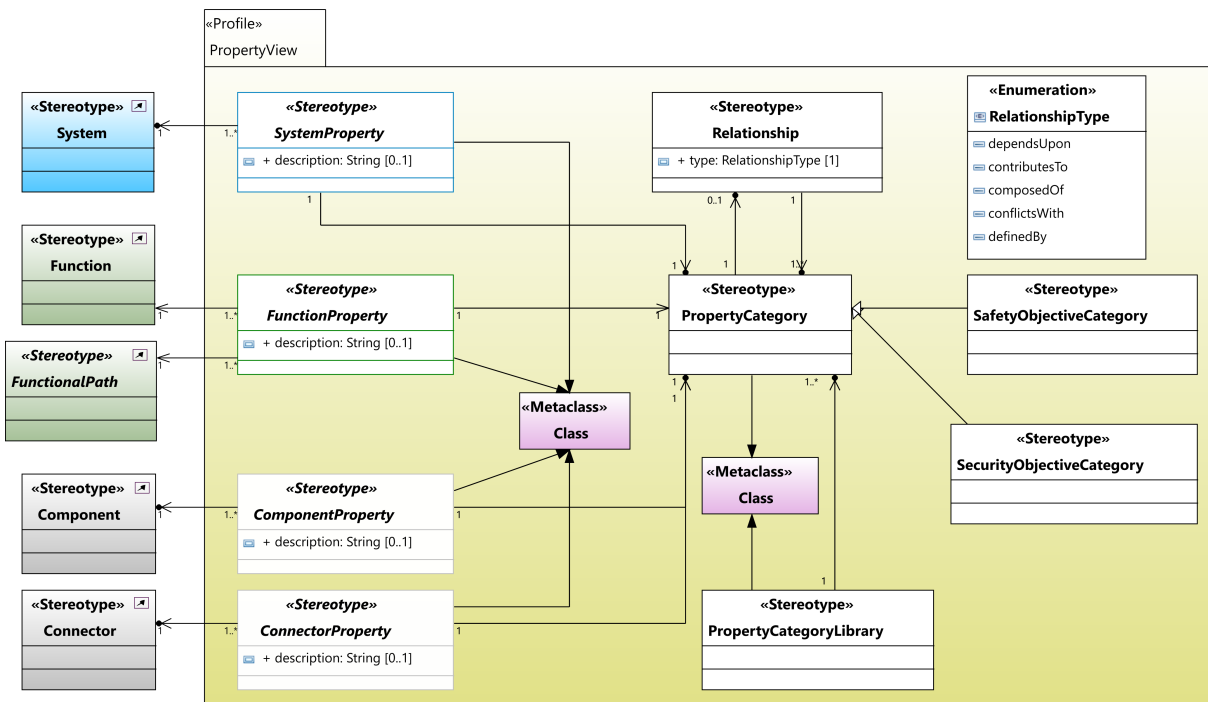 «Profile»
PropertyView
«Stereotype»
System
1
1..*
«Stereotype»
SystemProperty
+ description: String [0..1]
1
«Stereotype»
Relationship
+ type: RelationshipType [1]
0..1
1
1
1..*
«Enumeration»
RelationshipType
dependsUpon
contributesTo
composedOf
conflictsWith
definedBy
«Stereotype»
Function
1
1..*
«Stereotype»
FunctionProperty
+ description: String [0..1]
1
1
1
«Stereotype»
PropertyCategory
1
1
1..*
«Stereotype»
SafetyObjectiveCategory
«Stereotype»
FunctionalPath
1
1..*
«Metaclass»
Class
«Stereotype»
SecurityObjectiveCategory
«Metaclass»
Class
«Stereotype»
Component
1
1..*
«Stereotype»
ComponentProperty
+ description: String [0..1]
1
«Stereotype»
Connector
1
1..*
«Stereotype»
ConnectorProperty
+ description: String [0..1]
1
1
«Stereotype»
PropertyCategoryLibrary